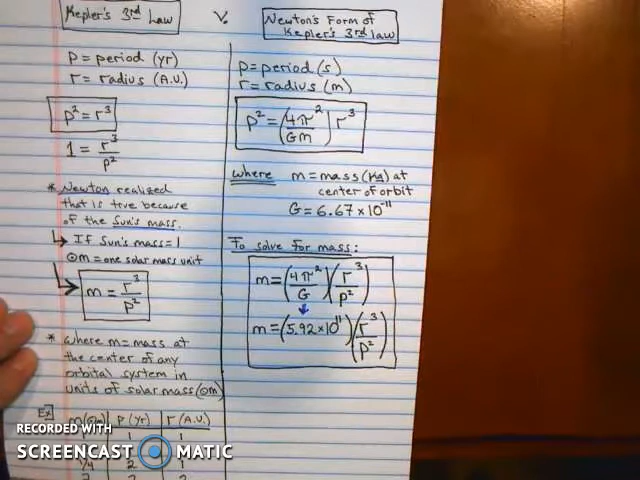 Kepler's 3rd Law
V.
Newton's Form of
Kepler's 3rd law
P = period (yr)
r = radius (A.U.)
P² = r³
1 = r³/P²
* Newton realized
that is true because
of the Sun's mass.
↳ If Sun's mass = 1
⊙m = one solar mass unit
m = r³/P²
* where m = mass at
the center of any
orbital system in
units of solar mass (⊙m)
P = period (s)
r = radius (m)
P² = (4π²/Gm) r³
where m = mass (Kg) at
center of orbit
G = 6.67 × 10⁻¹¹
To solve for mass:
m = (4π²/G)(r³/P²)
m = (5.92 × 10¹¹)(r³/P²)
Ex
P (yr) r (A.U.)
1 1
1/4 2 1
RECORDED WITH
SCREENCAST MATIC